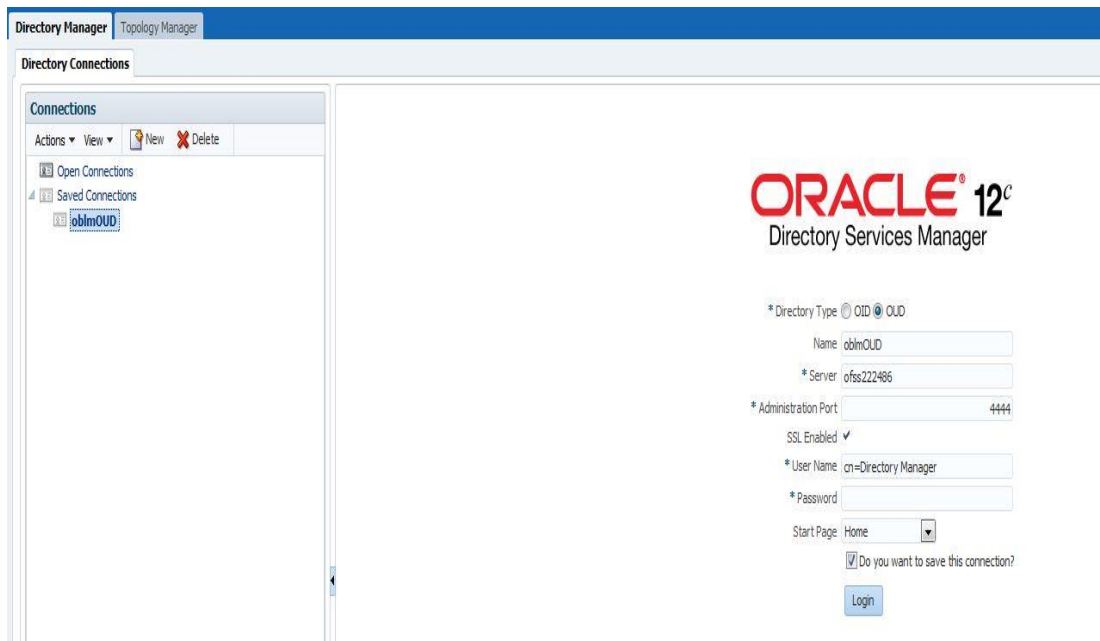 Directory Manager Topology Manager
Directory Connections
Connections
Actions View New Delete
Open Connections
Saved Connections
oblmOUD
ORACLE® 12c
Directory Services Manager
* Directory Type OID OUD
Name oblmOUD
* Server ofss222486
* Administration Port 4444
SSL Enabled ✔
* User Name cn=Directory Manager
* Password
Start Page Home
Do you want to save this connection?
Login